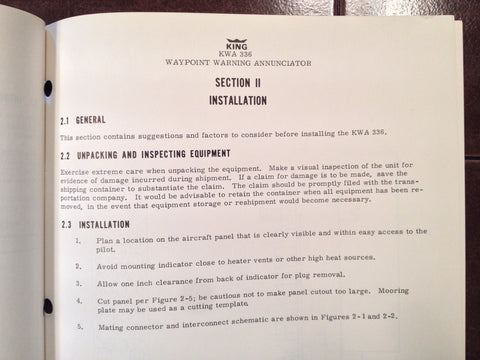 KING
KWA 336
WAYPOINT WARNING ANNUNCIATOR
SECTION II
INSTALLATION
2.1 GENERAL
This section contains suggestions and factors to consider before installing the KWA 336.
2.2 UNPACKING AND INSPECTING EQUIPMENT
Exercise extreme care when unpacking the equipment. Make a visual inspection of the unit for
evidence of damage incurred during shipment. If a claim for damage is to be made, save the
shipping container to substantiate the claim. The claim should be promptly filed with the trans-
portation company. It would be advisable to retain the container when all equipment has been re-
moved, in the event that equipment storage or reshipment would become necessary.
2.3 INSTALLATION
1. Plan a location on the aircraft panel that is clearly visible and within easy access to the
pilot.
2. Avoid mounting indicator close to heater vents or other high heat sources.
3. Allow one inch clearance from back of indicator for plug removal.
4. Cut panel per Figure 2-5; be cautious not to make panel cutout too large. Mooring
plate may be used as a cutting template.
5. Mating connector and interconnect schematic are shown in Figures 2-1 and 2-2.